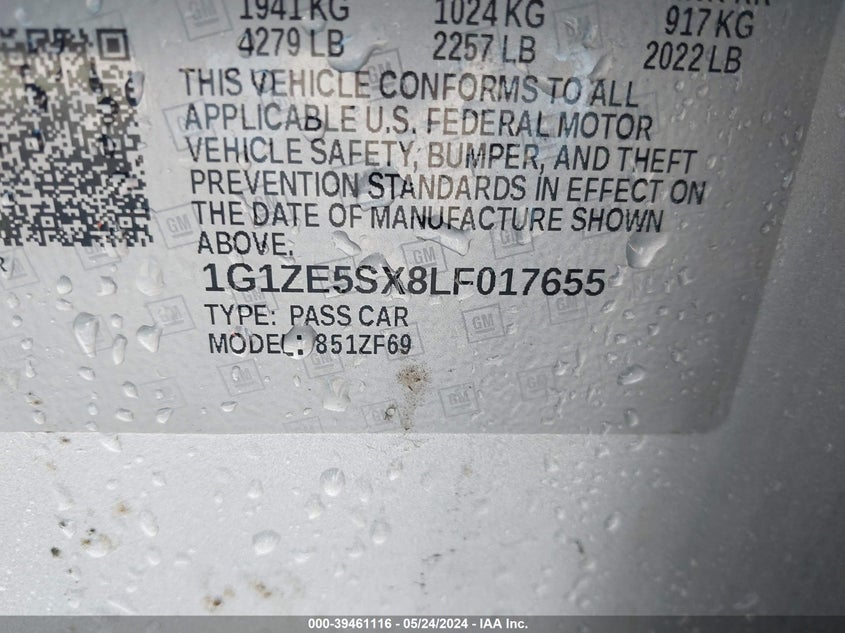 1941 KG 1024 KG 917 KG
4279 LB 2257 LB 2022 LB
THIS VEHICLE CONFORMS TO ALL
APPLICABLE U.S. FEDERAL MOTOR
VEHICLE SAFETY, BUMPER, AND THEFT
PREVENTION STANDARDS IN EFFECT ON
THE DATE OF MANUFACTURE SHOWN
ABOVE.
1G1ZE5SX8LF017655
TYPE: PASS CAR
MODEL: 851ZF69
GM
000-39461116 - 05/24/2024 - IAA Inc.